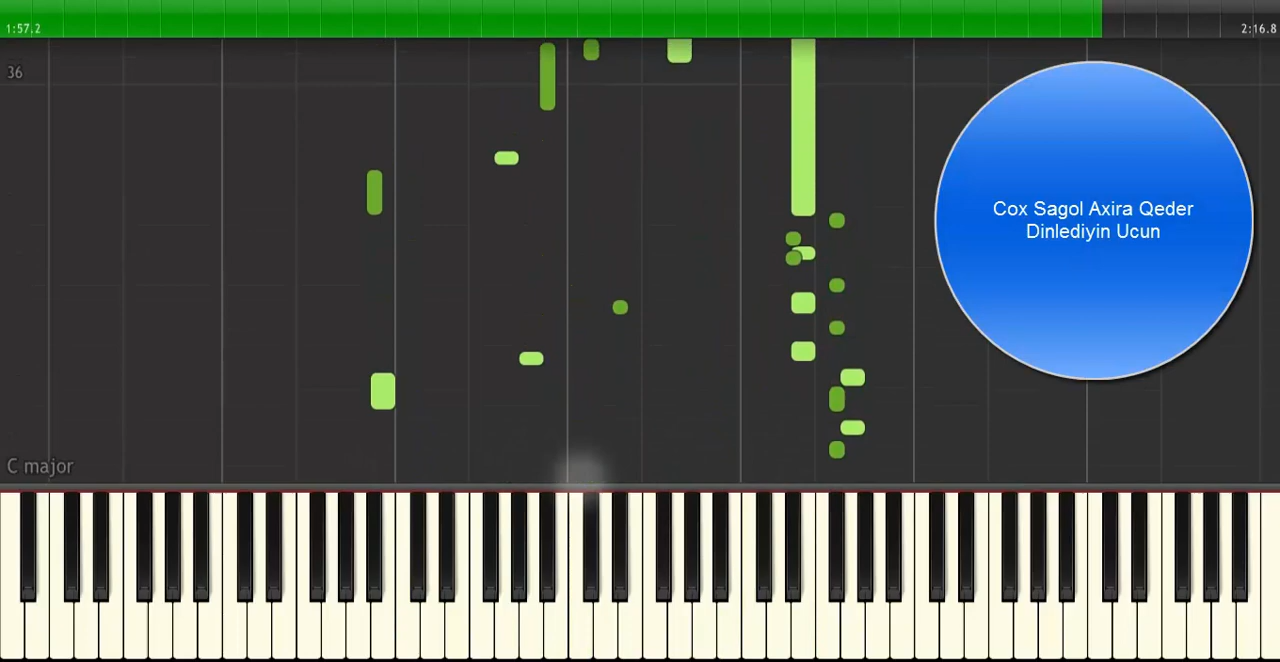 1:57,2
2:16.8
36
Cox Sagol Axira Qeder
Dinlediyin Ucun
C major